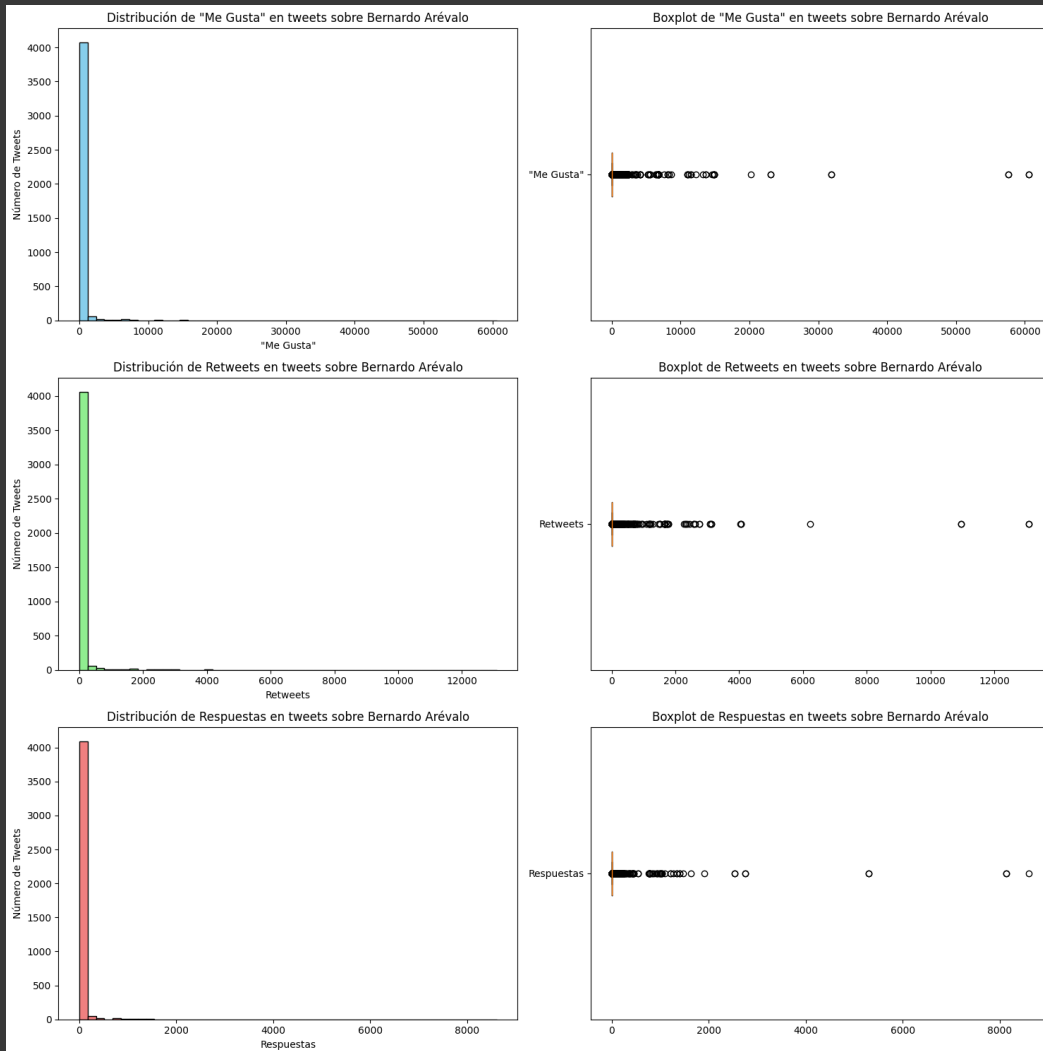 Distribución de "Me Gusta" en tweets sobre Bernardo Arévalo
Número de Tweets
4000
3500
3000
2500
2000
1500
1000
500
0
0 10000 20000 30000 40000 50000 60000
"Me Gusta"
Boxplot de "Me Gusta" en tweets sobre Bernardo Arévalo
"Me Gusta"
0 10000 20000 30000 40000 50000 60000
Distribución de Retweets en tweets sobre Bernardo Arévalo
Número de Tweets
4000
3500
3000
2500
2000
1500
1000
500
0
0 2000 4000 6000 8000 10000 12000
Retweets
Boxplot de Retweets en tweets sobre Bernardo Arévalo
Retweets
0 2000 4000 6000 8000 10000 12000
Distribución de Respuestas en tweets sobre Bernardo Arévalo
Número de Tweets
4000
3500
3000
2500
2000
1500
1000
500
0
0 2000 4000 6000 8000
Respuestas
Boxplot de Respuestas en tweets sobre Bernardo Arévalo
Respuestas
0 2000 4000 6000 8000